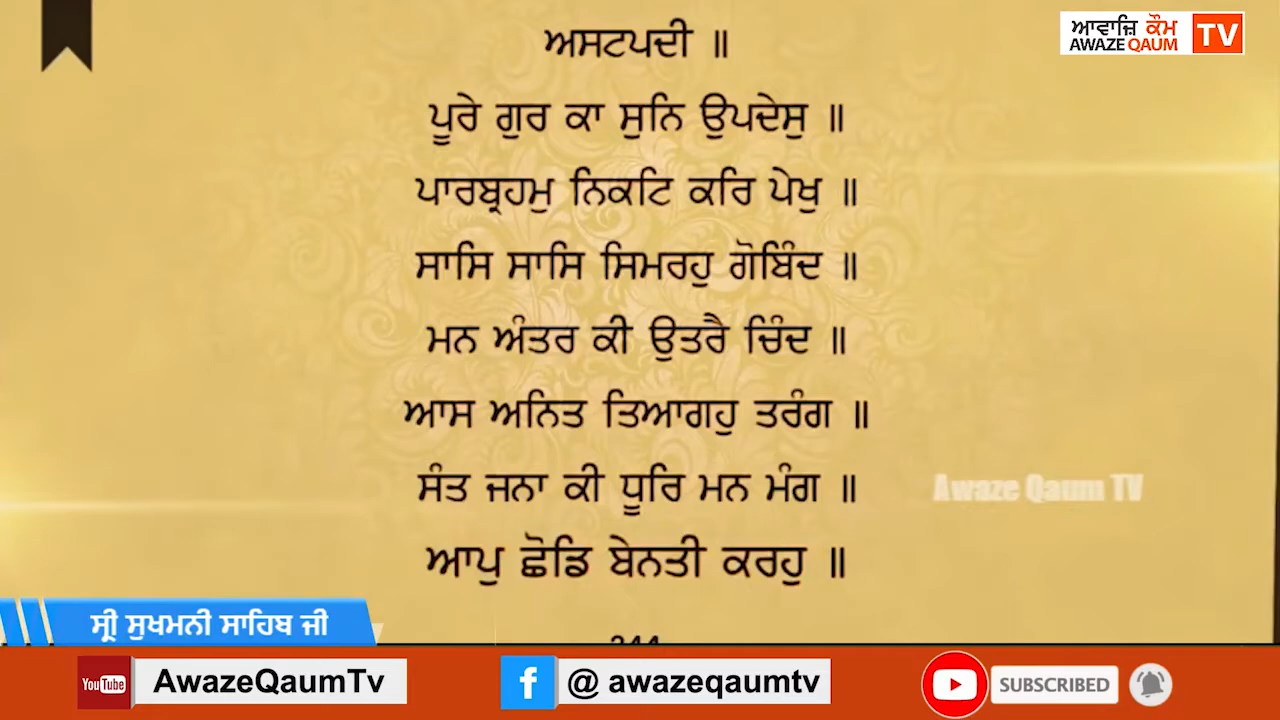 ਆਵਾਜ਼ਿ ਕੌਮ
AWAZE QAUM TV
ਅਸਟਪਦੀ ॥
ਪੂਰੇ ਗੁਰ ਕਾ ਸੁਨਿ ਉਪਦੇਸੁ ॥
ਪਾਰਬ੍ਰਹਮੁ ਨਿਕਟਿ ਕਰਿ ਪੇਖੁ ॥
ਸਾਸਿ ਸਾਸਿ ਸਿਮਰਹੁ ਗੋਬਿੰਦ ॥
ਮਨ ਅੰਤਰ ਕੀ ਉਤਰੈ ਚਿੰਦ ॥
ਆਸ ਅਨਿਤ ਤਿਆਗਹੁ ਤਰੰਗ ॥
ਸੰਤ ਜਨਾ ਕੀ ਧੂਰਿ ਮਨ ਮੰਗ ॥
Awaze Qaum TV
ਆਪੁ ਛੋਡਿ ਬੇਨਤੀ ਕਰਹੁ ॥
ਸ੍ਰੀ ਸੁਖਮਨੀ ਸਾਹਿਬ ਜੀ
YouTube AwazeQaumTv
f @ awazeqaumtv
SUBSCRIBED